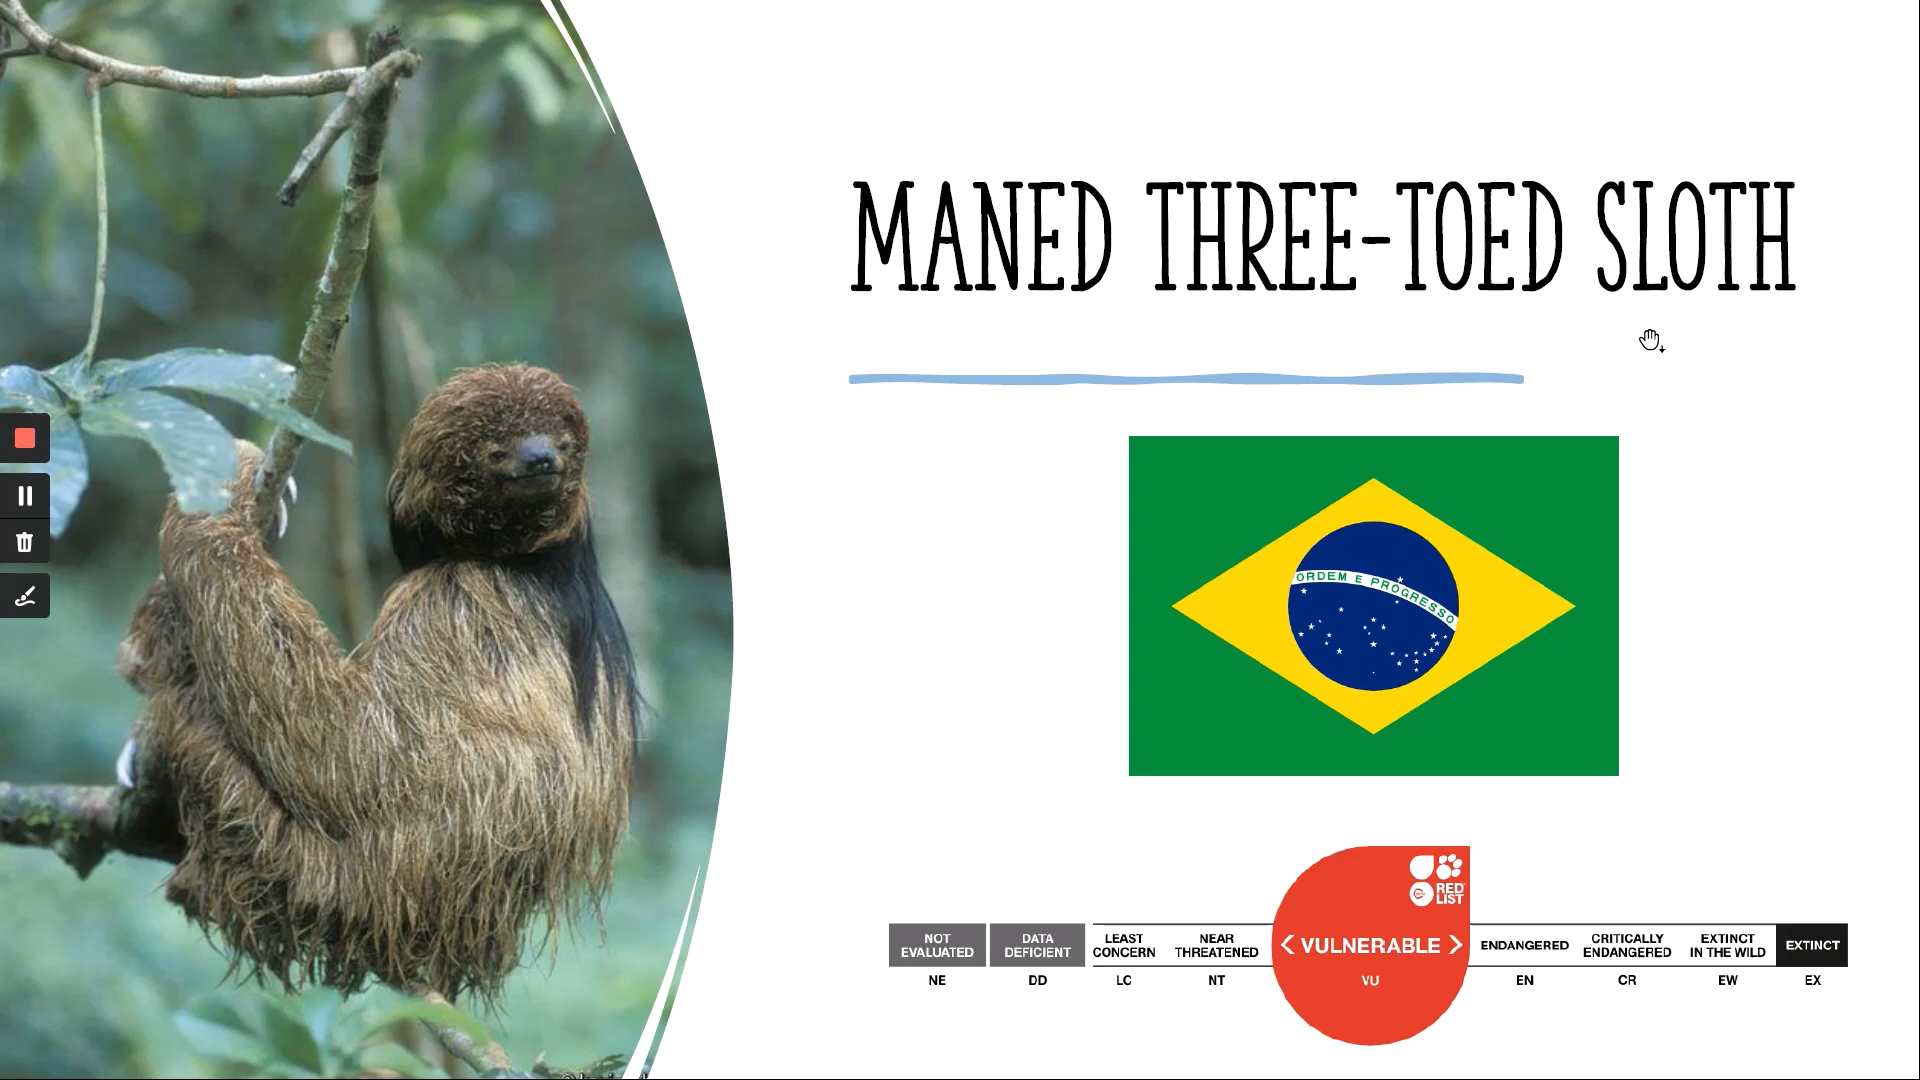 MANED THREE-TOED SLOTH
ORDEM E PROGRESSO
RED
LIST
NOT
EVALUATED
DATA
DEFICIENT
LEAST
CONCERN
NEAR
THREATENED
< VULNERABLE >
ENDANGERED
CRITICALLY
ENDANGERED
EXTINCT
IN THE WILD
EXTINCT
NE
DD
LC
NT
VU
EN
CR
EW
EX